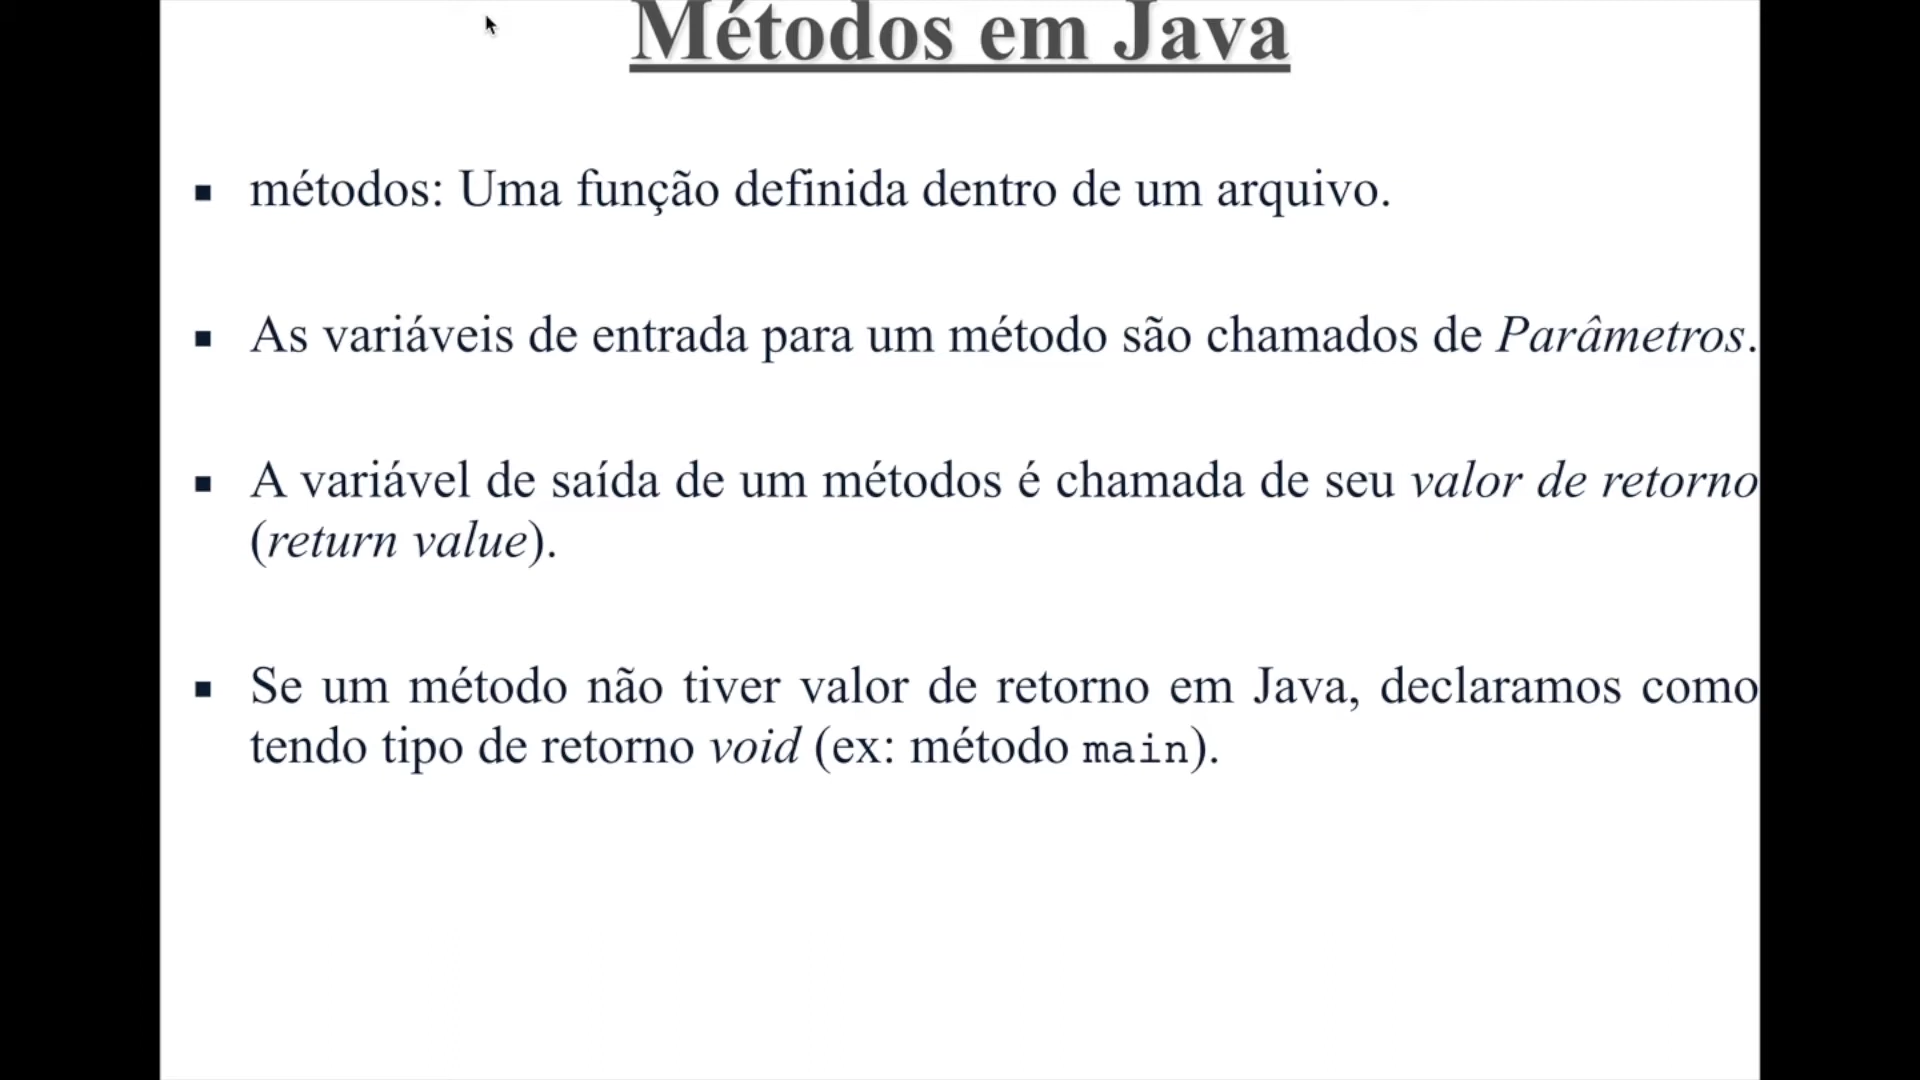 Métodos em Java
▪ métodos: Uma função definida dentro de um arquivo.
▪ As variáveis de entrada para um método são chamados de Parâmetros.
▪ A variável de saída de um métodos é chamada de seu valor de retorno
(return value).
▪ Se um método não tiver valor de retorno em Java, declaramos como
tendo tipo de retorno void (ex: método main).